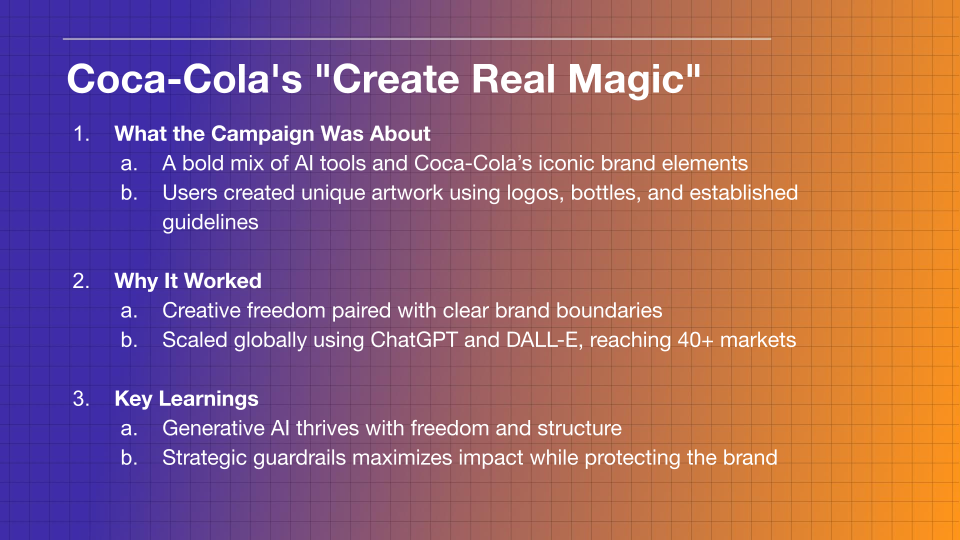 Coca-Cola's "Create Real Magic"
1. What the Campaign Was About
a. A bold mix of AI tools and Coca-Cola’s iconic brand elements
b. Users created unique artwork using logos, bottles, and established
guidelines
2. Why It Worked
a. Creative freedom paired with clear brand boundaries
b. Scaled globally using ChatGPT and DALL-E, reaching 40+ markets
3. Key Learnings
a. Generative AI thrives with freedom and structure
b. Strategic guardrails maximizes impact while protecting the brand